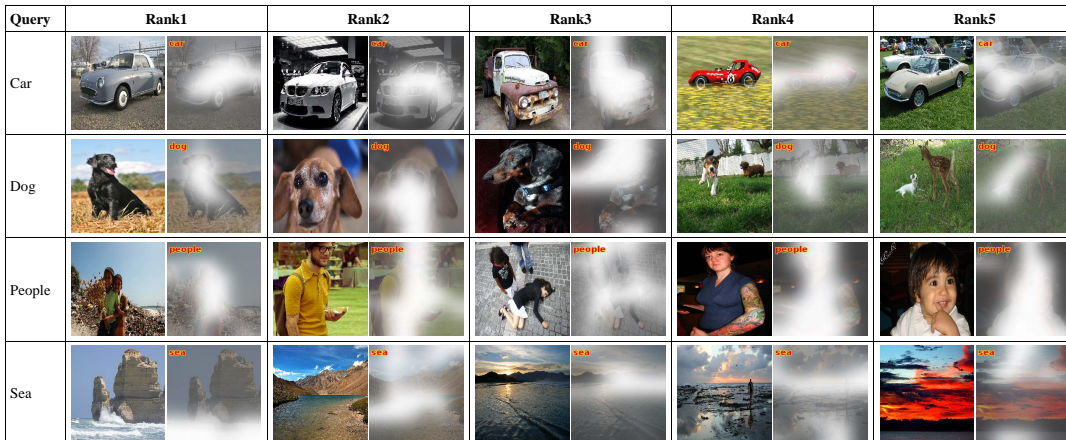 Query Rank1 Rank2 Rank3 Rank4 Rank5
Car car car car car car
Dog dog dog dog dog dog
People people people people people people
Sea sea sea sea sea sea